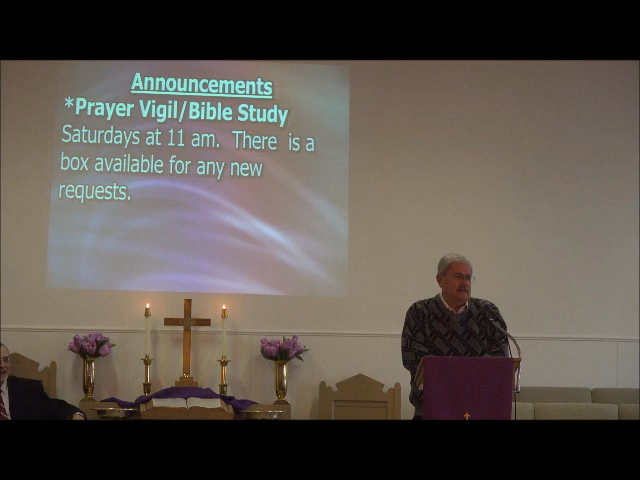 Announcements
*Prayer Vigil/Bible Study
Saturdays at 11 am. There is a
box available for any new
requests.